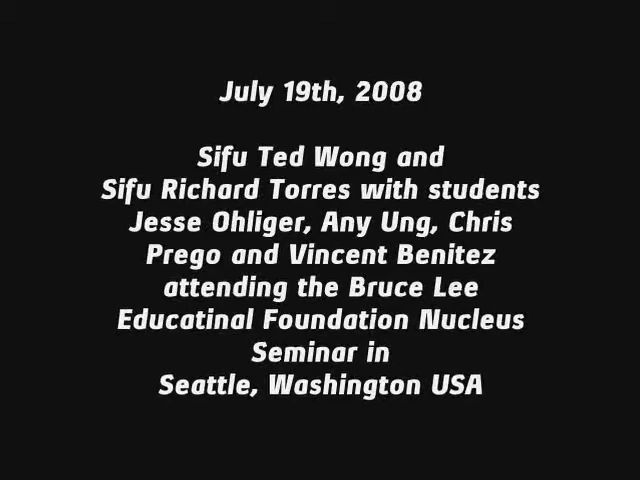 July 19th, 2008
Sifu Ted Wong and
Sifu Richard Torres with students
Jesse Ohliger, Any Ung, Chris
Prego and Vincent Benitez
attending the Bruce Lee
Educatinal Foundation Nucleus
Seminar in
Seattle, Washington USA